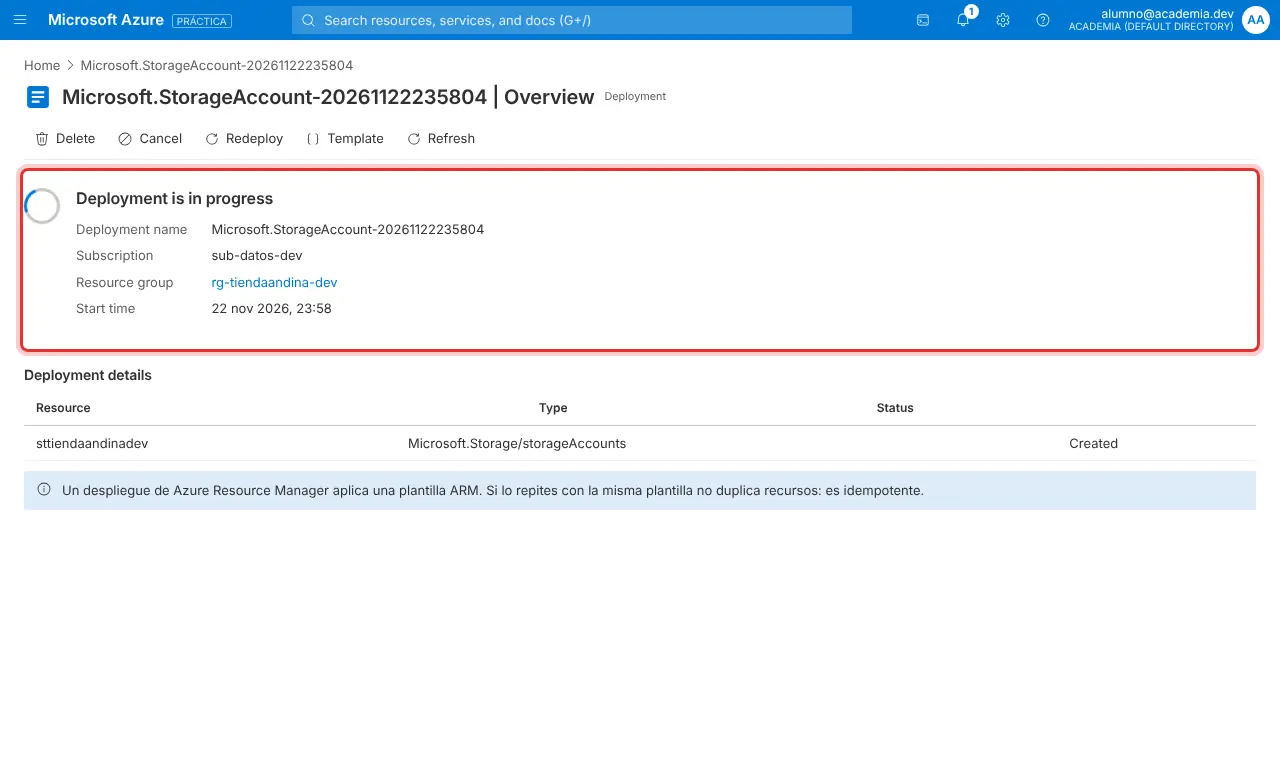 Microsoft Azure PRÁCTICA
Search resources, services, and docs (G+/)
1
alumno@academia.dev
ACADEMIA (DEFAULT DIRECTORY)
AA
Home > Microsoft.StorageAccount-20261122235804
Microsoft.StorageAccount-20261122235804 | Overview Deployment
Delete Cancel Redeploy Template Refresh
Deployment is in progress
Deployment name Microsoft.StorageAccount-20261122235804
Subscription sub-datos-dev
Resource group rg-tiendaandina-dev
Start time 22 nov 2026, 23:58
Deployment details
Resource Type Status
sttiendaandinadev Microsoft.Storage/storageAccounts Created
Un despliegue de Azure Resource Manager aplica una plantilla ARM. Si lo repites con la misma plantilla no duplica recursos: es idempotente.